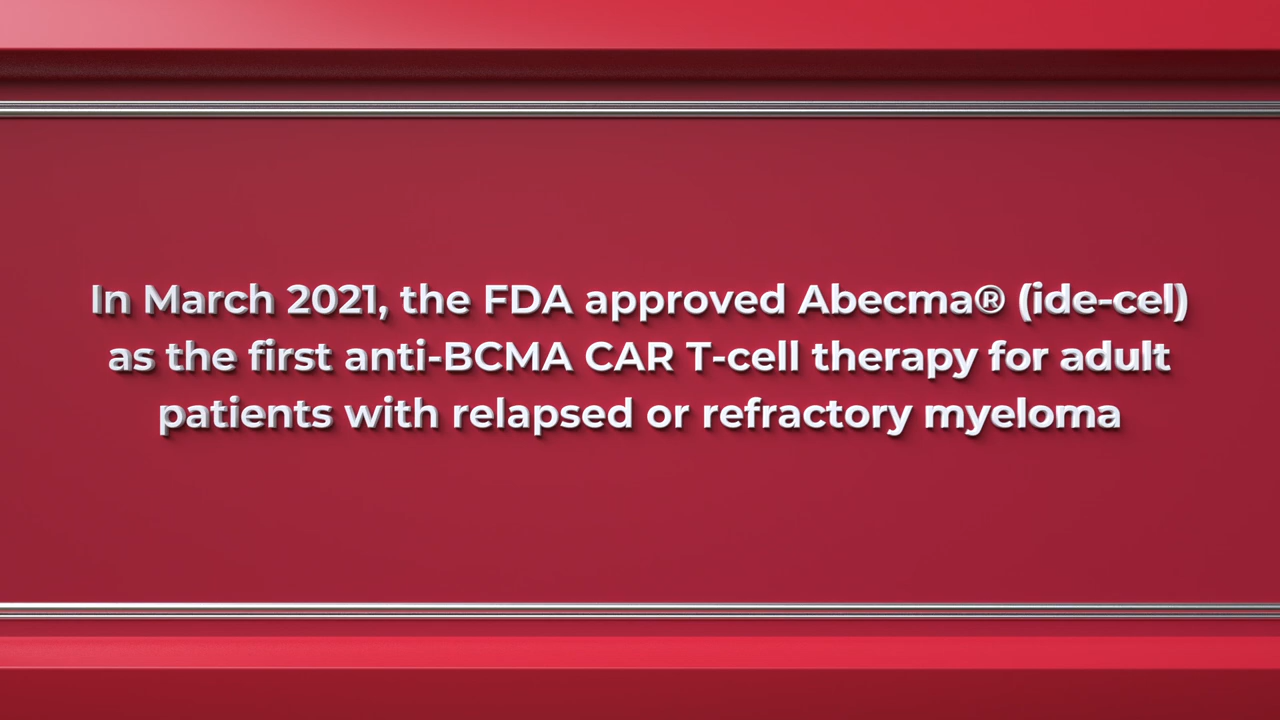 In March 2021, the FDA approved Abecma® (ide-cel)
as the first anti-BCMA CAR T-cell therapy for adult
patients with relapsed or refractory myeloma